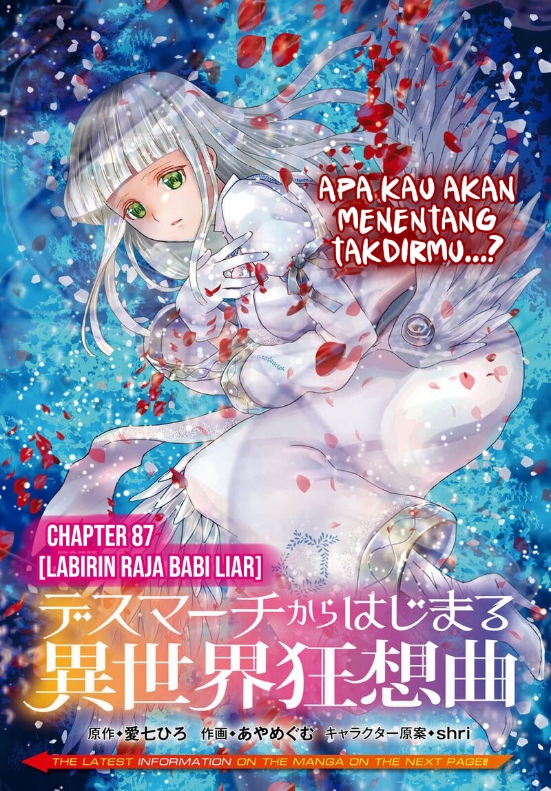 APA KAU AKAN
MENENTANG
TAKDIRMU...?
CHAPTER 87
[LABIRIN RAJA BABI LIAR]
デスマーチからはじまる
異世界狂想曲
原作◆愛七ひろ 作画◆あやめぐむ キャラクター原案◆shri
THE LATEST INFORMATION ON THE MANGA ON THE NEXT PAGE!!